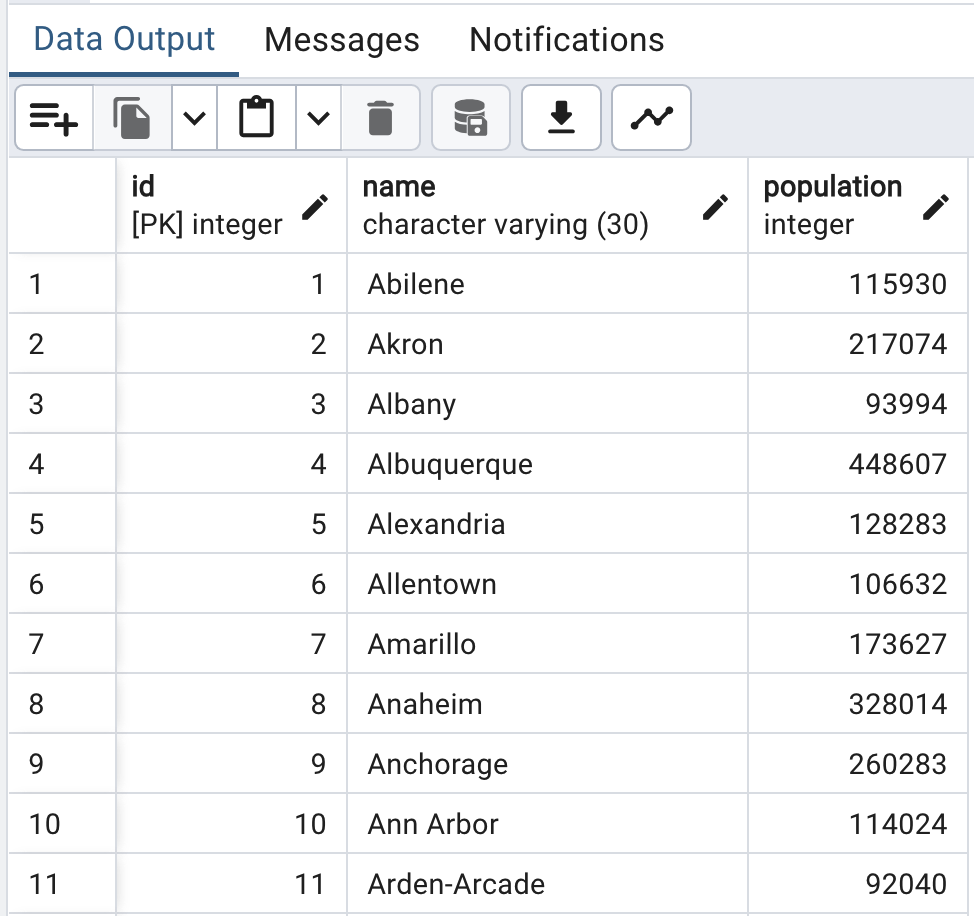 Data Output Messages Notifications
id name population
[PK] integer character varying (30) integer
1 1 Abilene 115930
2 2 Akron 217074
3 3 Albany 93994
4 4 Albuquerque 448607
5 5 Alexandria 128283
6 6 Allentown 106632
7 7 Amarillo 173627
8 8 Anaheim 328014
9 9 Anchorage 260283
10 10 Ann Arbor 114024
11 11 Arden-Arcade 92040